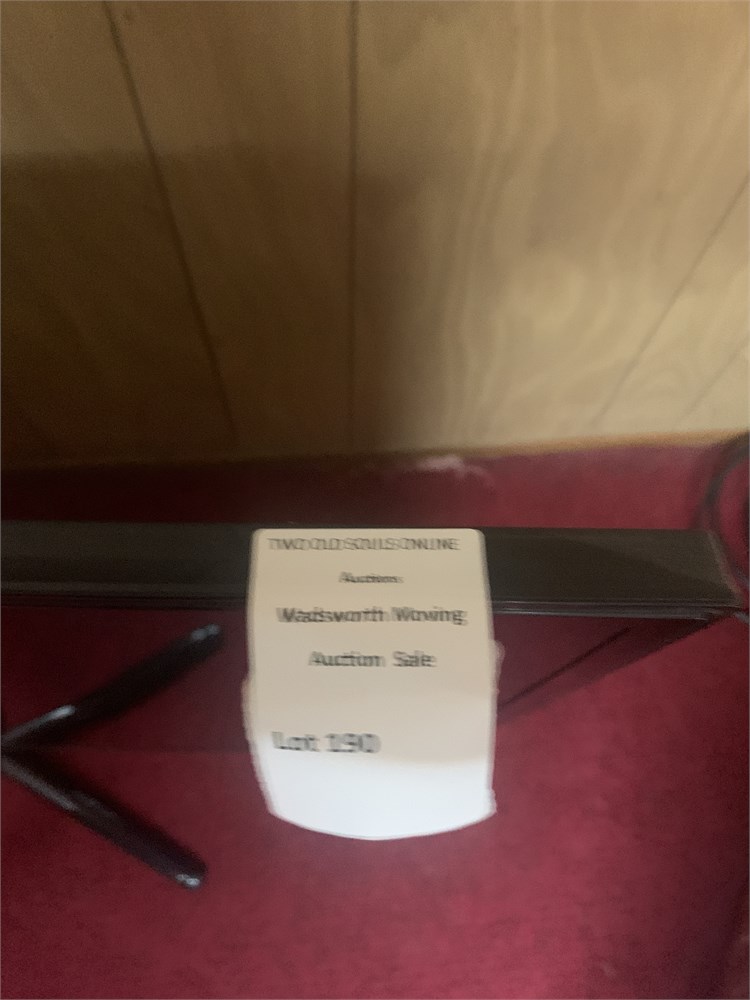 TWO OLD SOULS ONLINE
Auction
Wadsworth Moving
Auction Sale
Lot 190